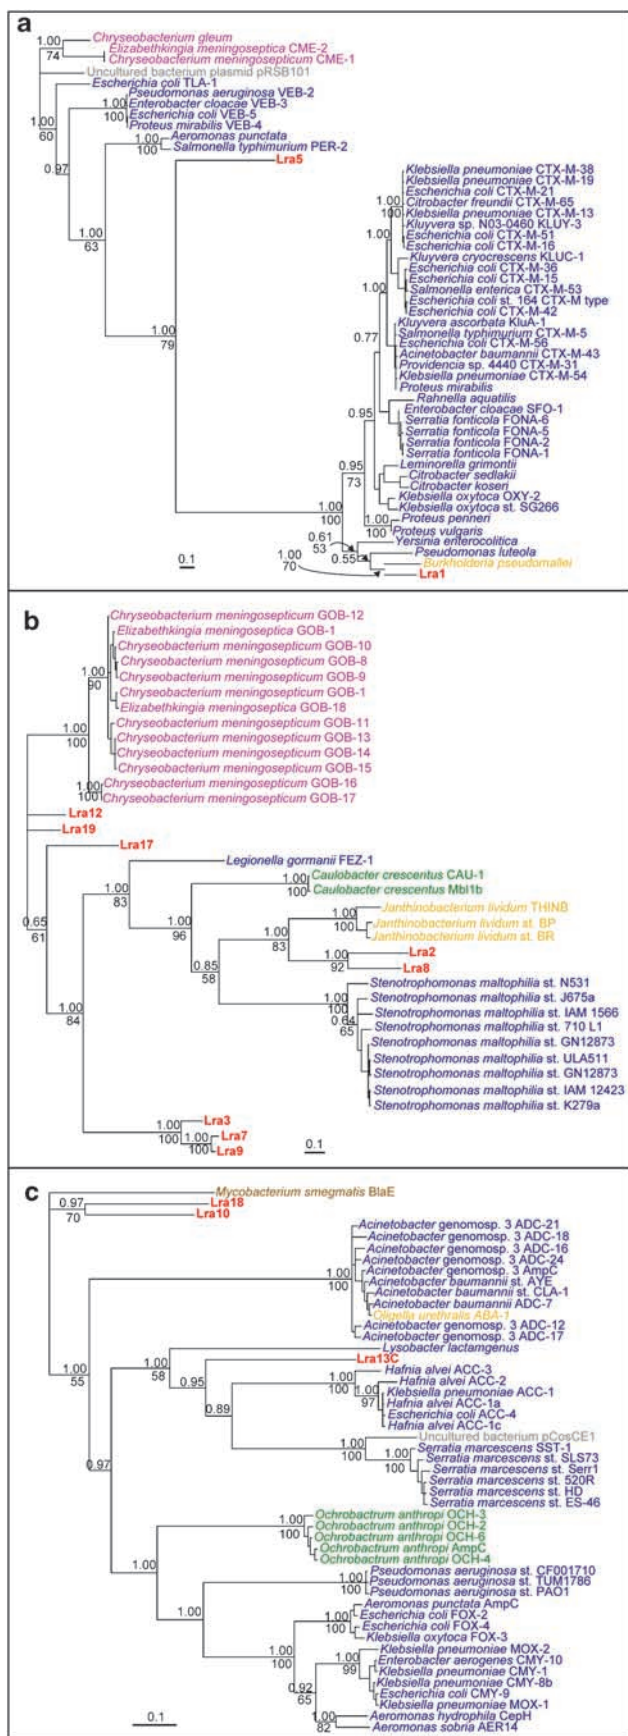 a
1.00
Chryseobacterium gleum
74
Elizabethkingia meningoseptica CME-2
Chryseobacterium meningosepticum CME-1
Uncultured bacterium plasmid pRSB101
Escherichia coli TLA-1
1.00
60
Pseudomonas aeruginosa VEB-2
1.00
Enterobacter cloacae VEB-3
100
Escherichia coli VEB-5
Proteus mirabilis VEB-4
1.00
Aeromonas punctata
100
Salmonella typhimurium PER-2
0.97
Lra5
Klebsiella pneumoniae CTX-M-38
Klebsiella pneumoniae CTX-M-19
Escherichia coli CTX-M-21
1.00
Citrobacter freundii CTX-M-65
100
Klebsiella pneumoniae CTX-M-13
Kluyvera sp. N03-0460 KLUY-3
1.00
Escherichia coli CTX-M-51
1.00
63
Escherichia coli CTX-M-16
Kluyvera cryocrescens KLUC-1
Escherichia coli CTX-M-36
Escherichia coli CTX-M-15
1.00
Salmonella enterica CTX-M-53
Escherichia coli st. 164 CTX-M type
Escherichia coli CTX-M-42
Kluyvera ascorbata KluA-1
1.00
79
0.77
Salmonella typhimurium CTX-M-5
Escherichia coli CTX-M-56
Acinetobacter baumannii CTX-M-43
Providencia sp. 4440 CTX-M-31
Klebsiella pneumoniae CTX-M-54
Proteus mirabilis
Rahnella aquatilis
0.95
Enterobacter cloacae SFO-1
Serratia fonticola FONA-6
Serratia fonticola FONA-5
Serratia fonticola FONA-2
Serratia fonticola FONA-1
0.95
73
Leminorella grimontii
Citrobacter sedlakii
Citrobacter koseri
Klebsiella oxytoca OXY-2
Klebsiella oxytoca st. SG266
1.00
100
1.00
100
Proteus penneri
Proteus vulgaris
0.61
53
Yersinia enterocolitica
0.55
Pseudomonas luteola
1.00
70
Burkholderia pseudomallei
0.1
Lra1
b
Chryseobacterium meningosepticum GOB-12
Elizabethkingia meningoseptica GOB-1
Chryseobacterium meningosepticum GOB-10
Chryseobacterium meningosepticum GOB-8
1.00
90
Chryseobacterium meningosepticum GOB-9
Chryseobacterium meningosepticum GOB-1
Elizabethkingia meningoseptica GOB-18
Chryseobacterium meningosepticum GOB-11
1.00
100
Chryseobacterium meningosepticum GOB-13
Chryseobacterium meningosepticum GOB-14
Chryseobacterium meningosepticum GOB-15
1.00
Chryseobacterium meningosepticum GOB-16
100
Chryseobacterium meningosepticum GOB-17
Lra12
Lra19
Lra17
Legionella gormanii FEZ-1
1.00
83
1.00
Caulobacter crescentus CAU-1
100
Caulobacter crescentus Mbl1b
1.00
96
1.00
Janthinobacterium lividum THINB
100
Janthinobacterium lividum st. BP
Janthinobacterium lividum st. BR
0.65
61
1.00
83
1.00
Lra2
92
Lra8
0.85
58
Stenotrophomonas maltophilia st. N531
Stenotrophomonas maltophilia st. J675a
1.00
100
Stenotrophomonas maltophilia st. IAM 1566
1.00
84
0.64
65
Stenotrophomonas maltophilia st. 710 L1
Stenotrophomonas maltophilia st. GN12873
Stenotrophomonas maltophilia st. ULA511
Stenotrophomonas maltophilia st. GN12873
Stenotrophomonas maltophilia st. IAM 12423
Stenotrophomonas maltophilia st. K279a
1.00
Lra3
100
1.00
Lra7
100
Lra9
0.1
c
Mycobacterium smegmatis BlaE
0.97
Lra18
70
Lra10
Acinetobacter genomosp. 3 ADC-21
Acinetobacter genomosp. 3 ADC-18
Acinetobacter genomosp. 3 ADC-16
Acinetobacter genomosp. 3 ADC-24
1.00
Acinetobacter genomosp. 3 AmpC
100
Acinetobacter baumannii st. AYE
Acinetobacter baumannii st. CLA-1
Acinetobacter baumannii ADC-7
Oligella urethralis ABA-1
Acinetobacter genomosp. 3 ADC-12
Acinetobacter genomosp. 3 ADC-17
Lysobacter lactamgenus
1.00
55
1.00
58
Lra13C
0.95
1.00
100
Hafnia alvei ACC-3
Hafnia alvei ACC-2
1.00
Klebsiella pneumoniae ACC-1
97
Hafnia alvei ACC-1a
0.89
Escherichia coli ACC-4
Hafnia alvei ACC-1c
Uncultured bacterium pCosCE1
1.00
100
Serratia marcescens SST-1
1.00
Serratia marcescens st. SLS73
100
Serratia marcescens st. Serr1
Serratia marcescens st. 520R
Serratia marcescens st. HD
Serratia marcescens st. ES-46
0.97
Ochrobactrum anthropi OCH-3
1.00
Ochrobactrum anthropi OCH-2
100
Ochrobactrum anthropi OCH-6
Ochrobactrum anthropi AmpC
Ochrobactrum anthropi OCH-4
1.00
1.00
Pseudomonas aeruginosa st. CF001710
100
Pseudomonas aeruginosa st. TUM1786
Pseudomonas aeruginosa st. PAO1
1.00
Aeromonas punctata AmpC
1.00
Escherichia coli FOX-2
100
Escherichia coli FOX-4
Klebsiella oxytoca FOX-3
1.00
100
Klebsiella pneumoniae MOX-2
1.00
Enterobacter aerogenes CMY-10
99
Klebsiella pneumoniae CMY-1
Klebsiella pneumoniae CMY-8b
0.92
65
Escherichia coli CMY-9
Klebsiella pneumoniae MOX-1
1.00
Aeromonas hydrophila CepH
82
Aeromonas sobria AER14
0.1